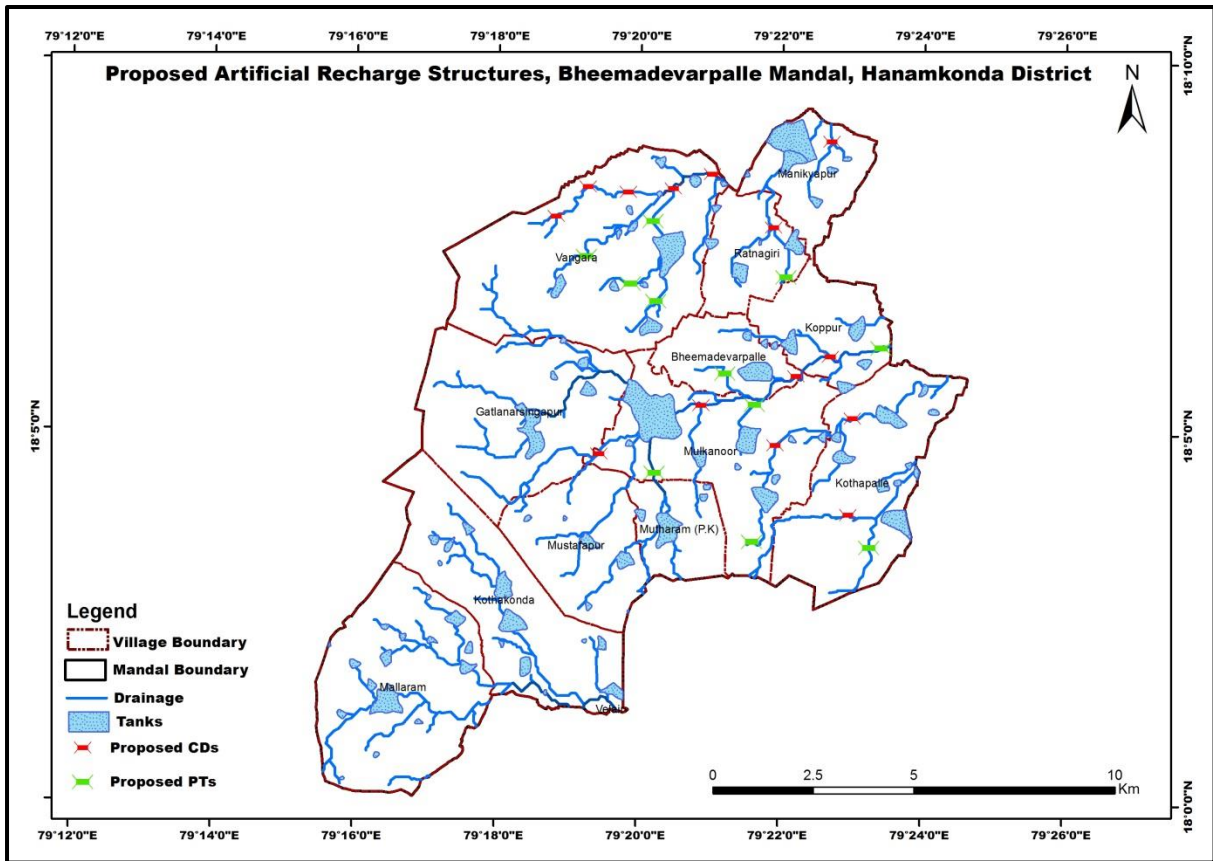 79°12'0"E 79°14'0"E 79°16'0"E 79°18'0"E 79°20'0"E 79°22'0"E 79°24'0"E 79°26'0"E
18°10'0"N
Proposed Artificial Recharge Structures, Bheemadevarpalle Mandal, Hanamkonda District
N
Manikyapur
Vangara
Ratnagiri
Koppur
Bheemadevarpalle
Gatlanarsingapur
18°5'0"N
18°5'0"N
Mulkanoor
Kothapalle
Mustafapur
Mutharam (P.K)
Kothakonda
Mallaram
Legend
Village Boundary
Mandal Boundary
Drainage
Tanks
Proposed CDs
Proposed PTs
0 2.5 5 10
Km
18°0'0"N
79°12'0"E 79°14'0"E 79°16'0"E 79°18'0"E 79°20'0"E 79°22'0"E 79°24'0"E 79°26'0"E